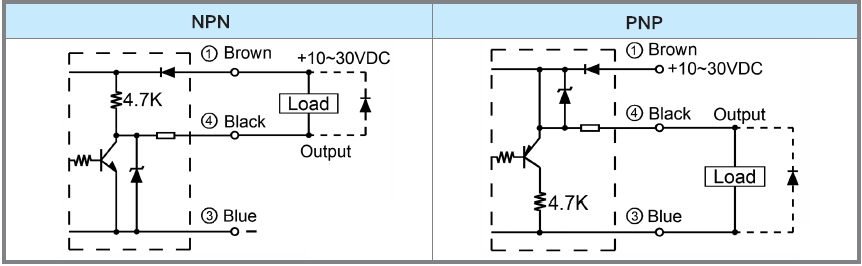 NPN
PNP
① Brown
+10~30VDC
4.7K
Load
④ Black
Output
③ Blue
① Brown
+10~30VDC
④ Black
Output
Load
4.7K
③ Blue